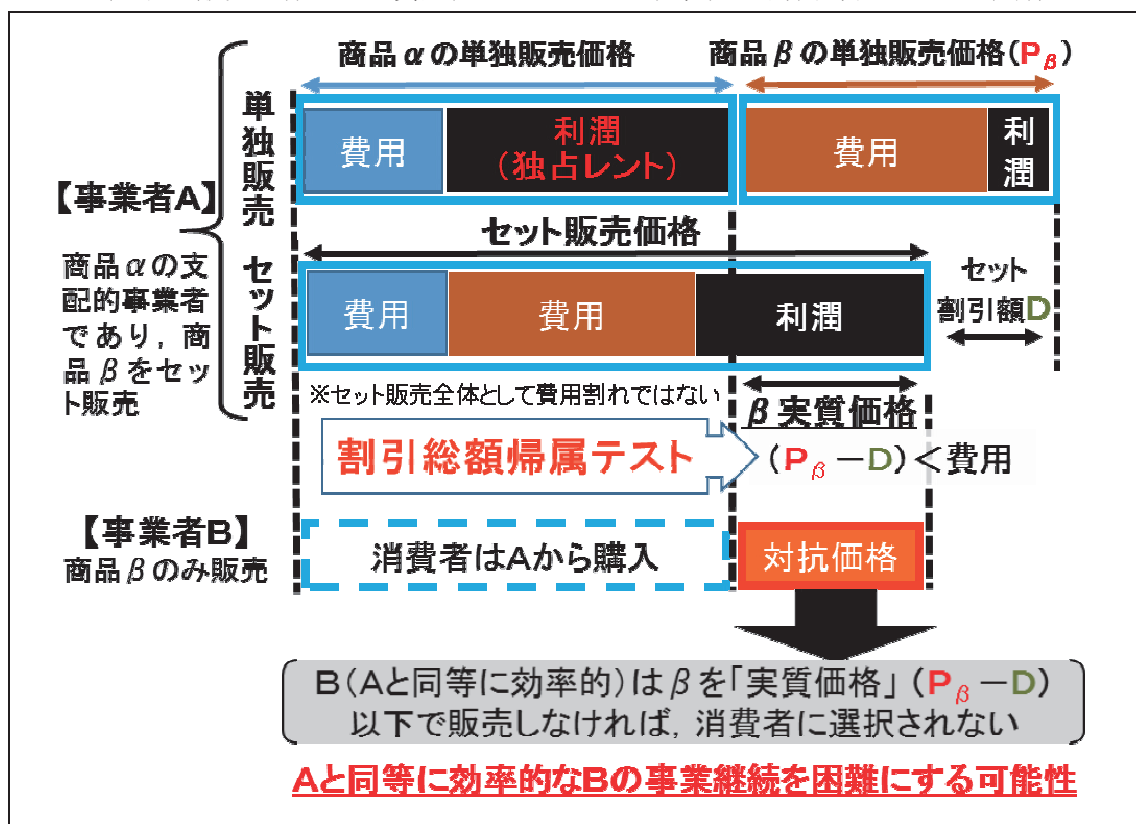 商品αの単独販売価格
商品βの単独販売価格(Pβ)
単独販売
費用
利潤
(独占レント)
費用
利潤
【事業者A】
商品αの支
配的事業者
であり，商
品βをセッ
ト販売
セット販売
セット販売価格
費用
費用
利潤
セット
割引額D
※セット販売全体として費用割れではない
β実質価格
割引総額帰属テスト
(Pβ－D)＜費用
【事業者B】
商品βのみ販売
消費者はAから購入
対抗価格
B(Aと同等に効率的)はβを「実質価格」(Pβ－D)
以下で販売しなければ，消費者に選択されない
Aと同等に効率的なBの事業継続を困難にする可能性